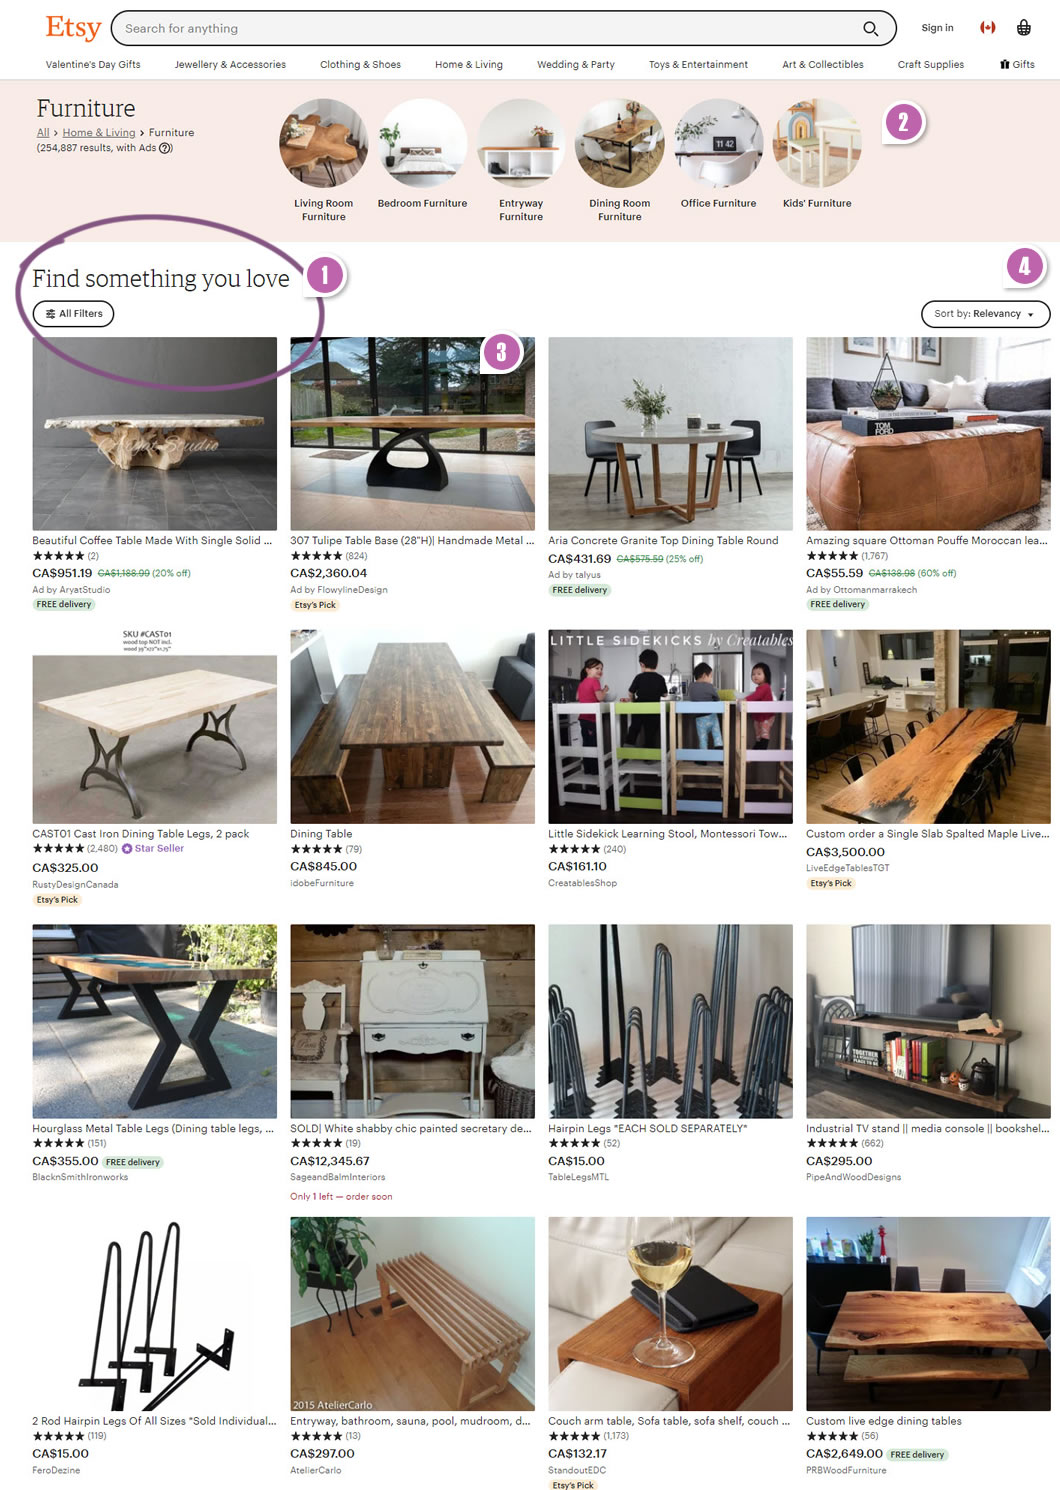 Etsy
Search for anything
Sign in
Valentine's Day Gifts
Jewellery & Accessories
Clothing & Shoes
Home & Living
Wedding & Party
Toys & Entertainment
Art & Collectibles
Craft Supplies
Gifts
Furniture
All > Home & Living > Furniture
(254,887 results, with Ads ?)
Living Room
Furniture
Bedroom Furniture
Entryway
Furniture
Dining Room
Furniture
11 42
Office Furniture
Kids' Furniture
2
Find something you love
1
All Filters
4
Sort by: Relevancy
3
Aryat Studio
TOM
FORD
Beautiful Coffee Table Made With Single Solid ...
(2)
CA$951.19 CA$1,188.99 (20% off)
Ad by AryatStudio
FREE delivery
307 Tulipe Table Base (28"H)| Handmade Metal ...
(824)
CA$2,360.04
Ad by FlowylineDesign
Etsy's Pick
Aria Concrete Granite Top Dining Table Round
CA$431.69 CA$575.59 (25% off)
Ad by talyus
FREE delivery
Amazing square Ottoman Pouffe Moroccan lea...
(1,767)
CA$55.59 CA$138.98 (60% off)
Ad by Ottomanmarrakech
FREE delivery
SKU #CAST01
wood top NOT incl.
LITTLE SIDEKICKS by Creatables
CAST01 Cast Iron Dining Table Legs, 2 pack
(2,480) Star Seller
CA$325.00
RustyDesignCanada
Etsy's Pick
Dining Table
(79)
CA$845.00
idobeFurniture
Little Sidekick Learning Stool, Montessori Tow...
(240)
CA$161.10
CreatablesShop
Custom order a Single Slab Spalted Maple Live...
CA$3,500.00
LiveEdgeTablesTGT
Etsy's Pick
TOGETHER
Hourglass Metal Table Legs (Dining table legs, ...
(151)
CA$355.00 FREE delivery
BlacknSmithIronworks
SOLD| White shabby chic painted secretary de...
(19)
CA$12,345.67
SageandBalmInteriors
Only 1 left — order soon
Hairpin Legs "EACH SOLD SEPARATELY"
(52)
CA$15.00
TableLegsMTL
Industrial TV stand || media console || bookshel...
(662)
CA$295.00
PipeAndWoodDesigns
2015 AtelierCarlo
2 Rod Hairpin Legs Of All Sizes "Sold Individual...
(119)
CA$15.00
FeroDezine
Entryway, bathroom, sauna, pool, mudroom, d...
(13)
CA$297.00
AtelierCarlo
Couch arm table, Sofa table, sofa shelf, couch ...
(1,173)
CA$132.17
StandoutEDC
Etsy's Pick
Custom live edge dining tables
(56)
CA$2,649.00 FREE delivery
PRBWoodFurniture